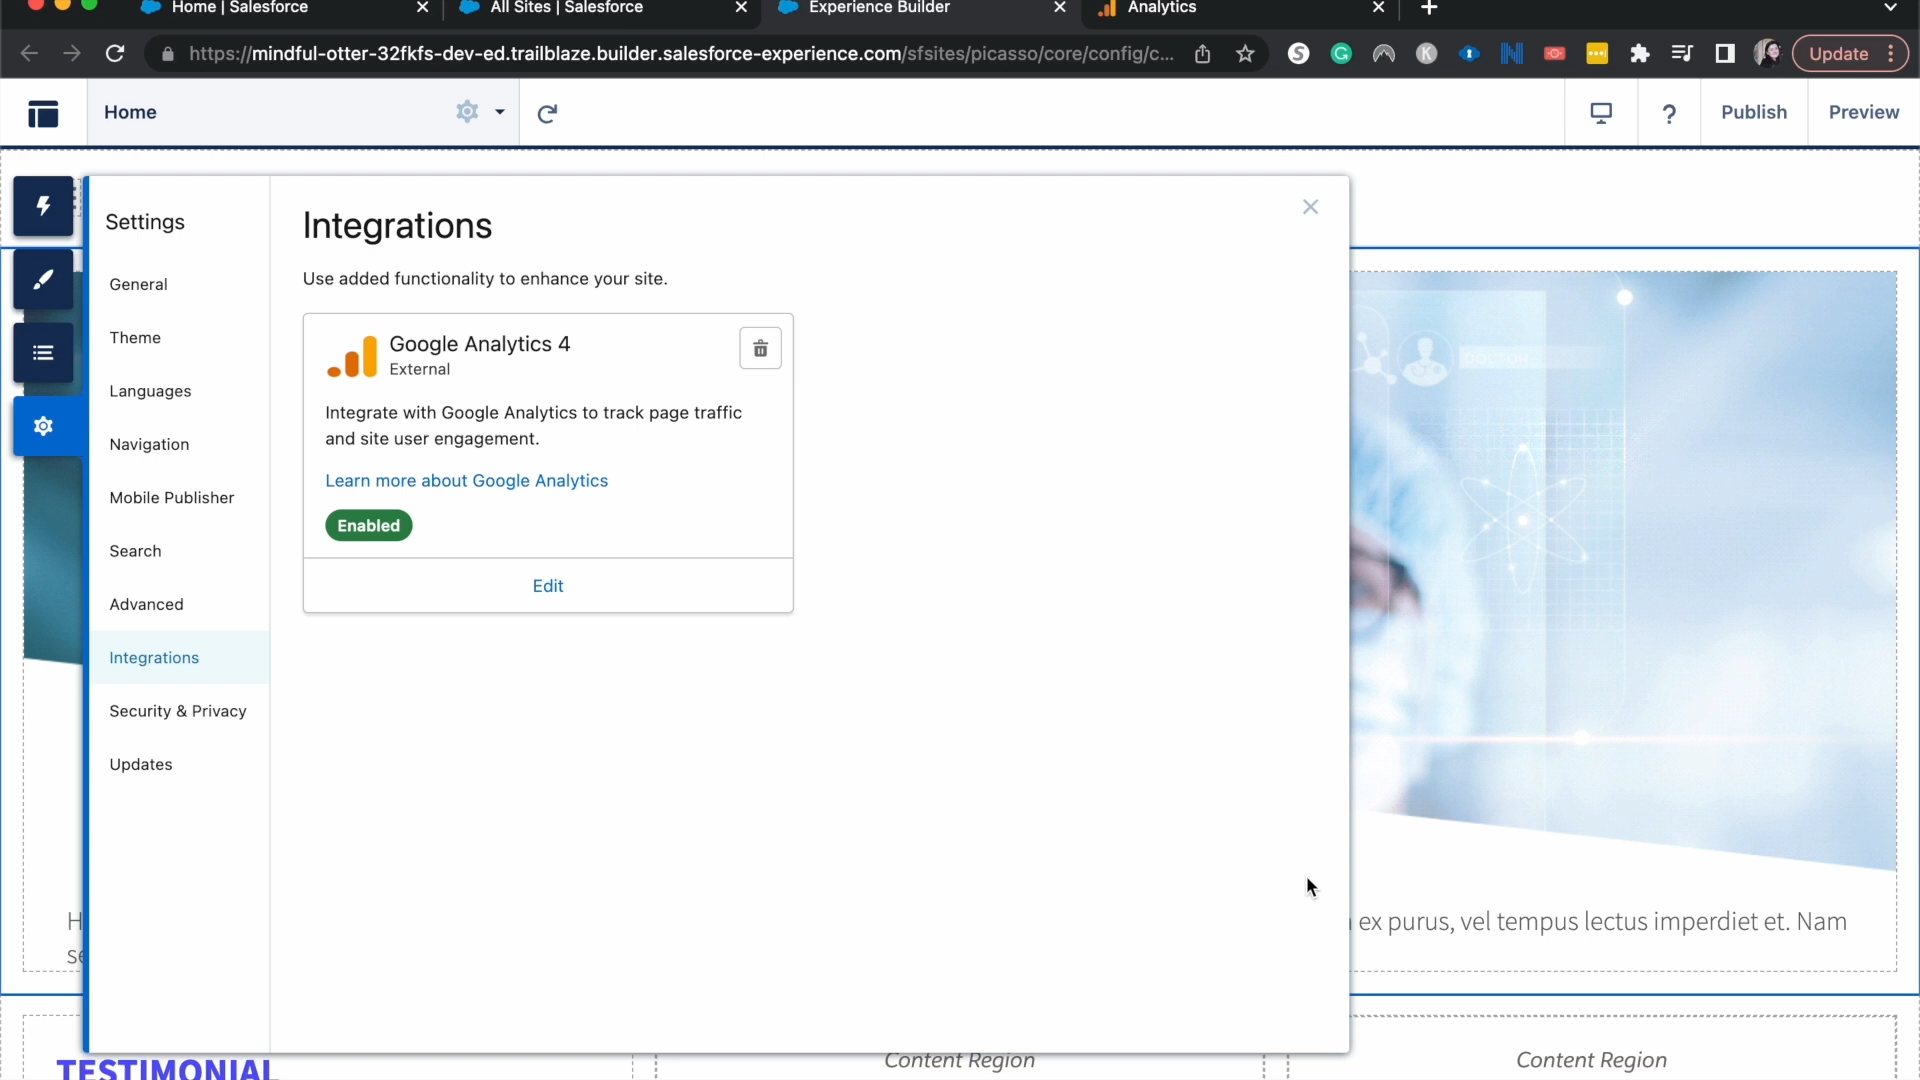 Home | Salesforce
All Sites | Salesforce
Experience Builder
Analytics
https://mindful-otter-32fkfs-dev-ed.trailblaze.builder.salesforce-experience.com/sfsites/picasso/core/config/c...
Update
Home
?
Publish
Preview
Settings
General
Theme
Languages
Navigation
Mobile Publisher
Search
Advanced
Integrations
Security & Privacy
Updates
Integrations
Use added functionality to enhance your site.
Google Analytics 4
External
Integrate with Google Analytics to track page traffic
and site user engagement.
Learn more about Google Analytics
Enabled
Edit
DOCTOR
ex purus, vel tempus lectus imperdiet et. Nam
TESTIMONIAL
Content Region
Content Region